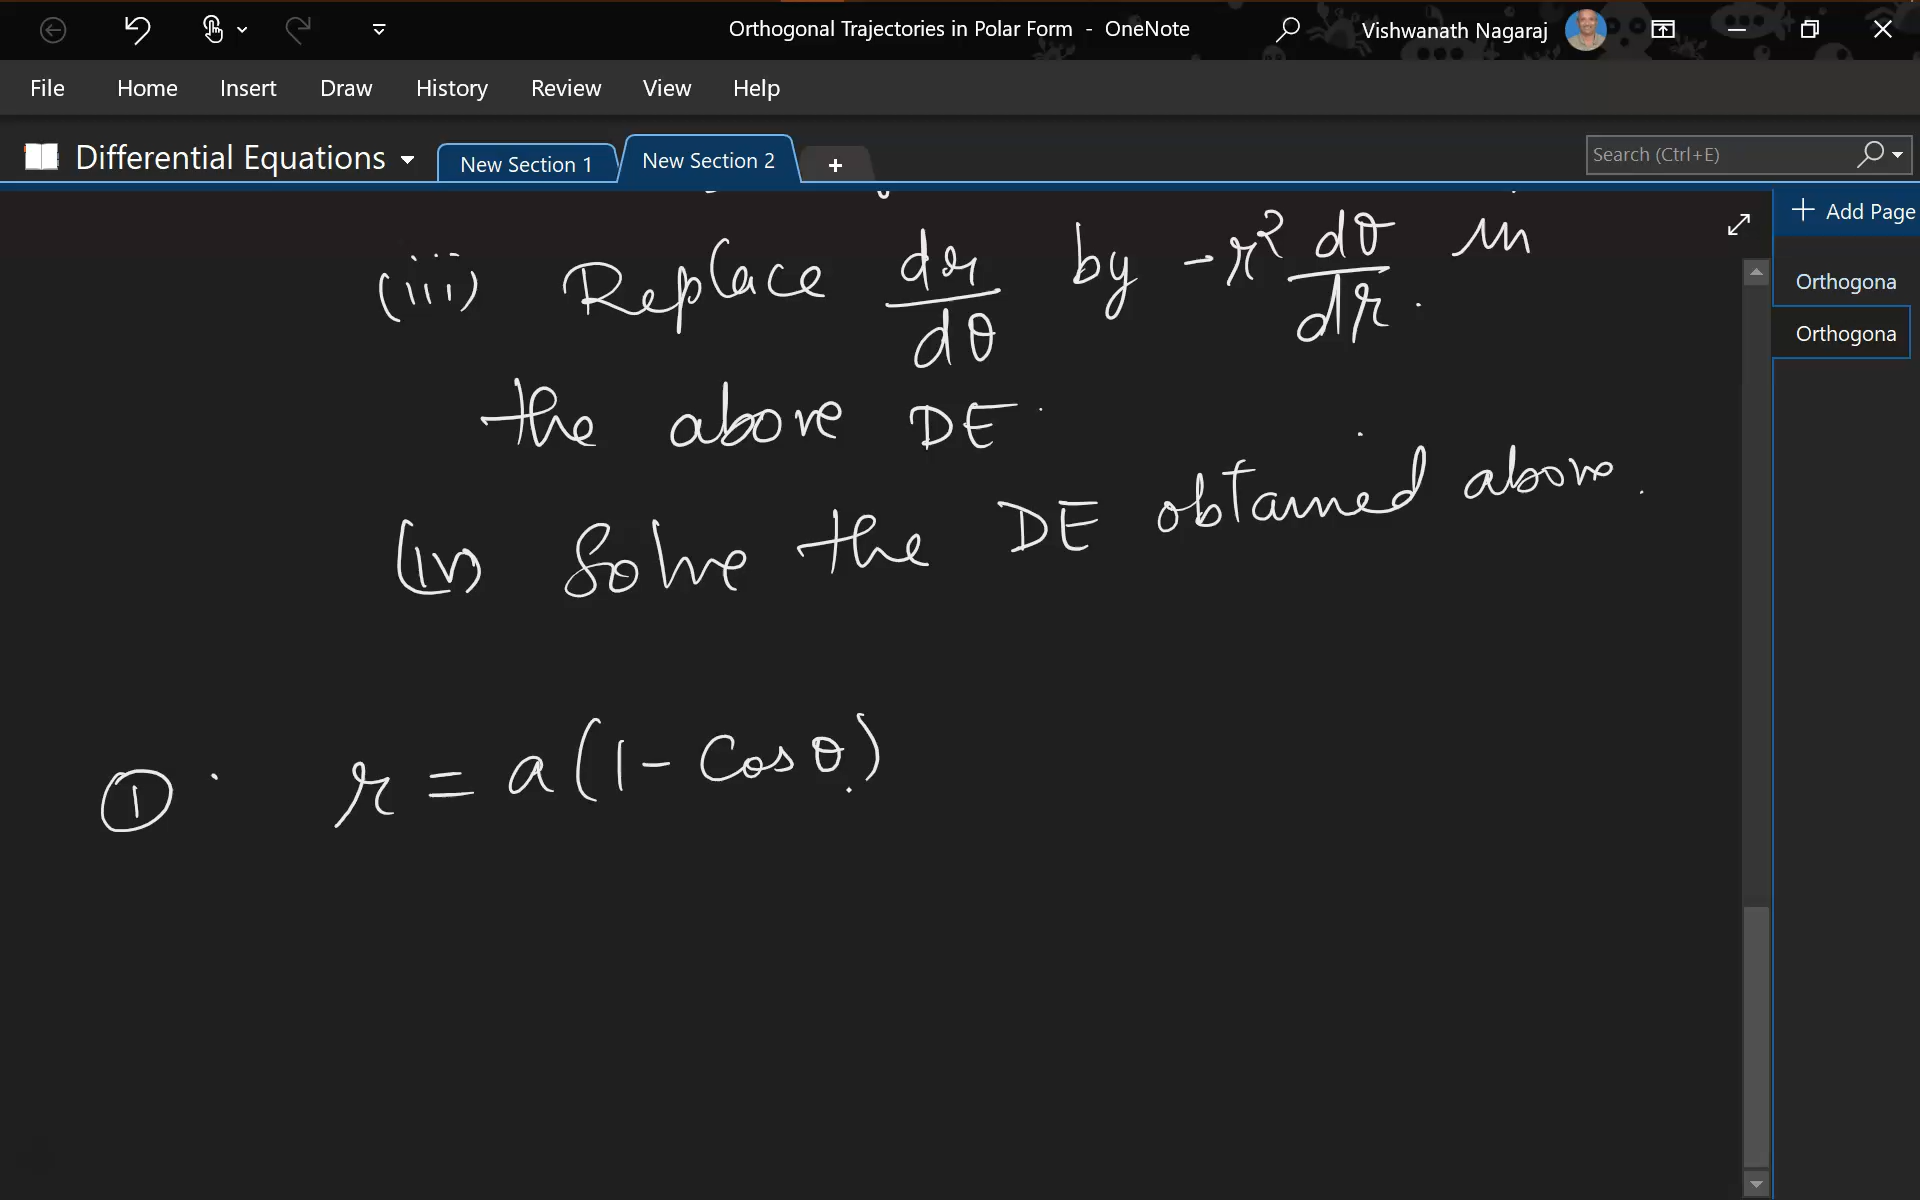 Orthogonal Trajectories in Polar Form - OneNote
Vishwanath Nagaraj
File Home Insert Draw History Review View Help
Differential Equations New Section 1 New Section 2 +
Search (Ctrl+E)
+ Add Page
Orthogona
Orthogona
(iii) Replace dr/dθ by -r² dθ/dr in
the above DE.
(iv) Solve the DE obtained above.
① r = a(1 - Cosθ)